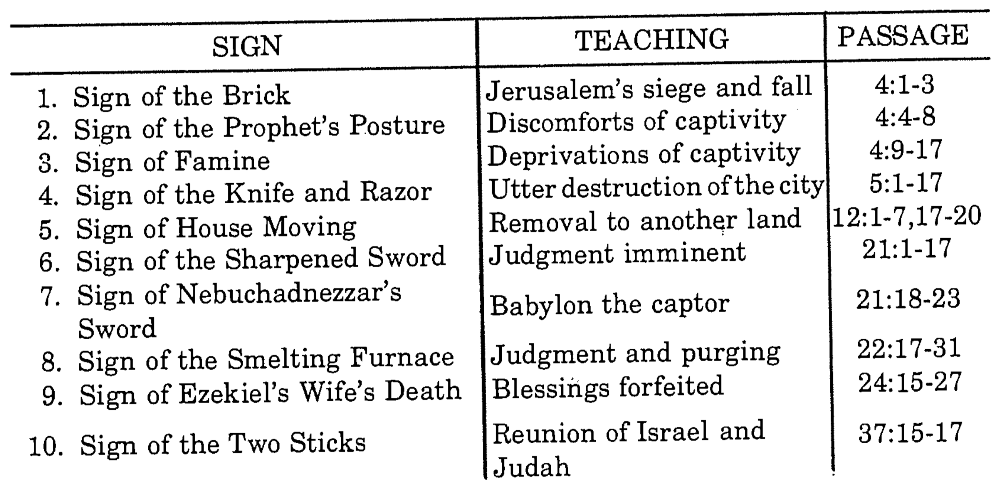 SIGN TEACHING PASSAGE
1. Sign of the Brick Jerusalem's siege and fall 4:1-3
2. Sign of the Prophet's Posture Discomforts of captivity 4:4-8
3. Sign of Famine Deprivations of captivity 4:9-17
4. Sign of the Knife and Razor Utter destruction of the city 5:1-17
5. Sign of House Moving Removal to another land 12:1-7,17-20
6. Sign of the Sharpened Sword Judgment imminent 21:1-17
7. Sign of Nebuchadnezzar's
Sword Babylon the captor 21:18-23
8. Sign of the Smelting Furnace Judgment and purging 22:17-31
9. Sign of Ezekiel's Wife's Death Blessings forfeited 24:15-27
10. Sign of the Two Sticks Reunion of Israel and 37:15-17
Judah